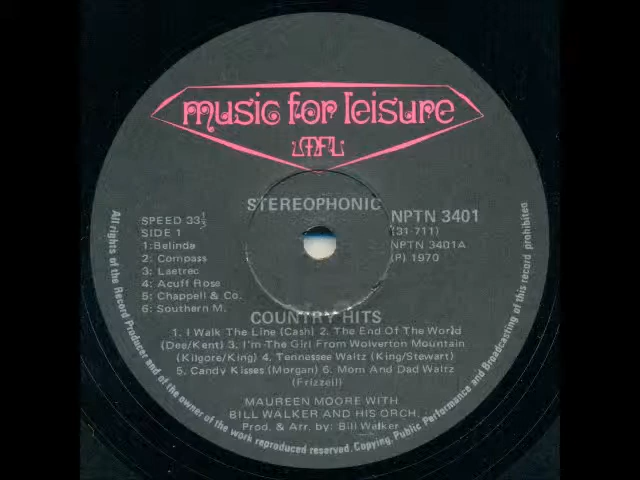 music for leisure
MFL
STEREOPHONIC
SPEED 33⅓
SIDE 1
1:Belinda
2: Compass
3: Laetrec
4: Acuff Rose
5: Chappell & Co.
6: Southern M.
NPTN 3401
(31-711)
NPTN 3401A
(P) 1970
COUNTRY HITS
1. I Walk The Line (Cash) 2. The End Of The World
(Dee/Kent) 3. I'm The Girl From Wolverton Mountain
(Kilgore/King) 4. Tennessee Waltz (King/Stewart)
5. Candy Kisses (Morgan) 6. Mom And Dad Waltz
(Frizzell)
MAUREEN MOORE WITH
BILL WALKER AND HIS ORCH.
Prod. & Arr. by: Bill Walker
All rights of the Record Producer and of the owner of the work reproduced reserved. Copying, Public Performance and Broadcasting of this record prohibited